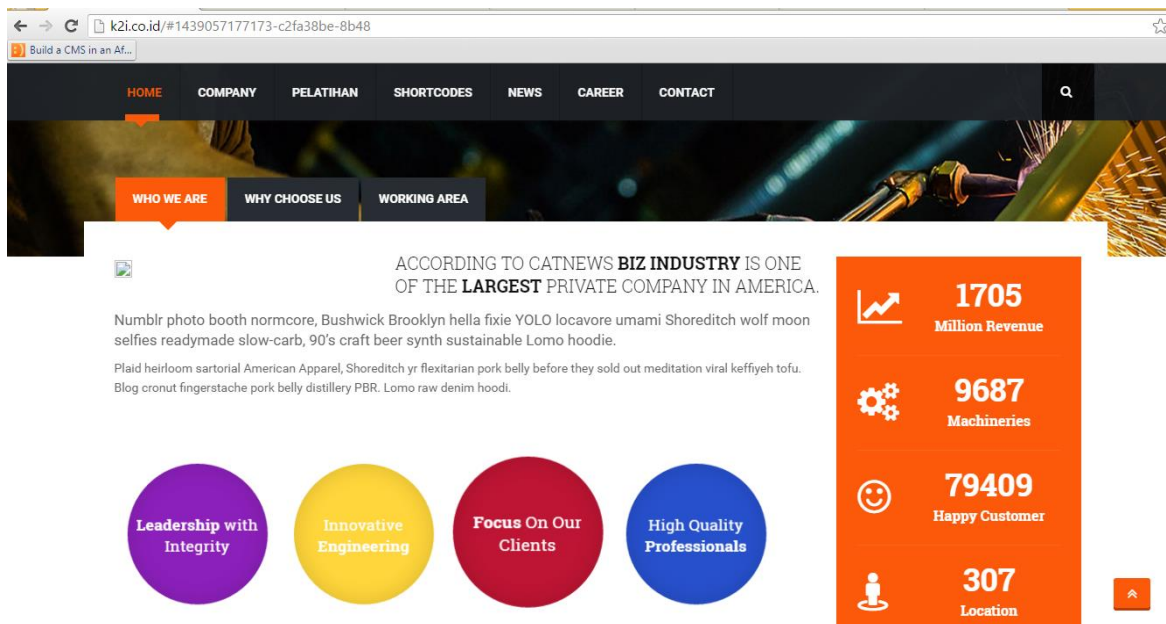 k2i.co.id/#1439057177173-c2fa38be-8b48
Build a CMS in an Af...
HOME COMPANY PELATIHAN SHORTCODES NEWS CAREER CONTACT
WHO WE ARE WHY CHOOSE US WORKING AREA
ACCORDING TO CATNEWS BIZ INDUSTRY IS ONE
OF THE LARGEST PRIVATE COMPANY IN AMERICA.
Numblr photo booth normcore, Bushwick Brooklyn hella fixie YOLO locavore umami Shoreditch wolf moon
selfies readymade slow-carb, 90's craft beer synth sustainable Lomo hoodie.
Plaid heirloom sartorial American Apparel, Shoreditch yr flexitarian pork belly before they sold out meditation viral keffiyeh tofu.
Blog cronut fingerstache pork belly distillery PBR. Lomo raw denim hoodi.
Leadership with
Integrity
Innovative
Engineering
Focus On Our
Clients
High Quality
Professionals
1705
Million Revenue
9687
Machineries
79409
Happy Customer
307
Location